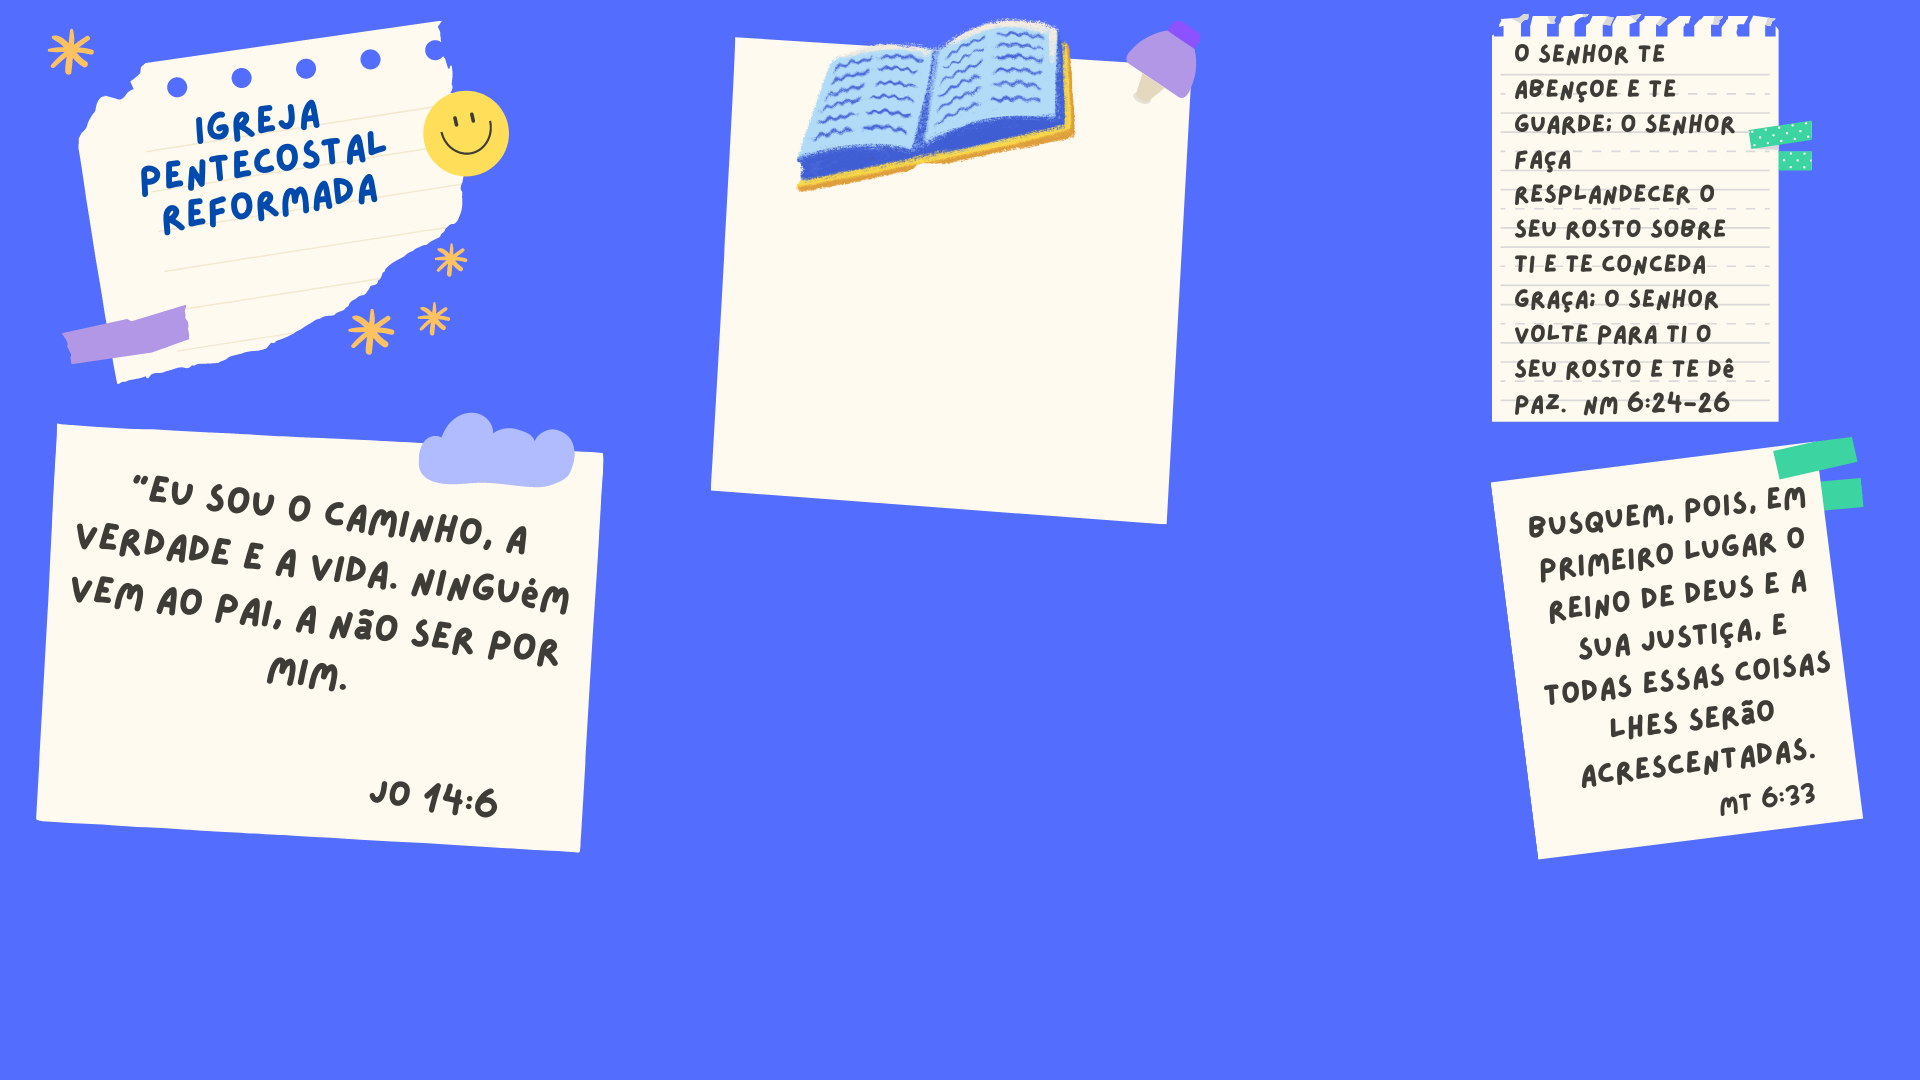 IGREJA
PENTECOSTAL
REFORMADA
"EU SOU O CAMINHO, A
VERDADE E A VIDA. NINGUéM
VEM AO PAI, A NãO SER POR
MIM.
JO 14:6
O SENHOR TE
ABENÇOE E TE
GUARDE; O SENHOR
FAÇA
RESPLANDECER O
SEU ROSTO SOBRE
TI E TE CONCEDA
GRAÇA; O SENHOR
VOLTE PARA TI O
SEU ROSTO E TE Dê
PAZ. NM 6:24-26
BUSQUEM, POIS, EM
PRIMEIRO LUGAR O
REINO DE DEUS E A
SUA JUSTIÇA, E
TODAS ESSAS COISAS
LHES SERãO
ACRESCENTADAS.
MT 6:33